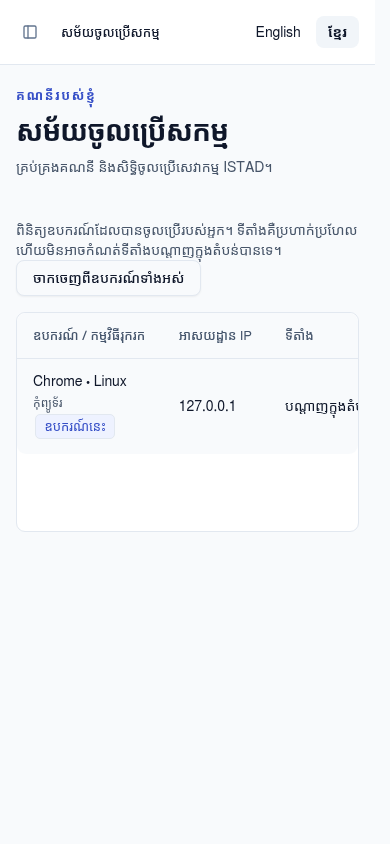 សម័យចូលប្រើសកម្ម
English
ខ្មែរ
គណនីរបស់ខ្ញុំ
សម័យចូលប្រើសកម្ម
គ្រប់គ្រងគណនី និងសិទ្ធិចូលប្រើសេវាកម្ម ISTAD។
ពិនិត្យឧបករណ៍ដែលបានចូលប្រើរបស់អ្នក។ ទីតាំងគឺប្រហាក់ប្រហែល
ហើយមិនអាចកំណត់ទីតាំងបណ្តាញក្នុងតំបន់បានទេ។
ចាកចេញពីឧបករណ៍ទាំងអស់
ឧបករណ៍ / កម្មវិធីរុករក
អាសយដ្ឋាន IP
ទីតាំង
Chrome • Linux
កុំព្យូទ័រ
ឧបករណ៍នេះ
127.0.0.1
បណ្តាញក្នុង